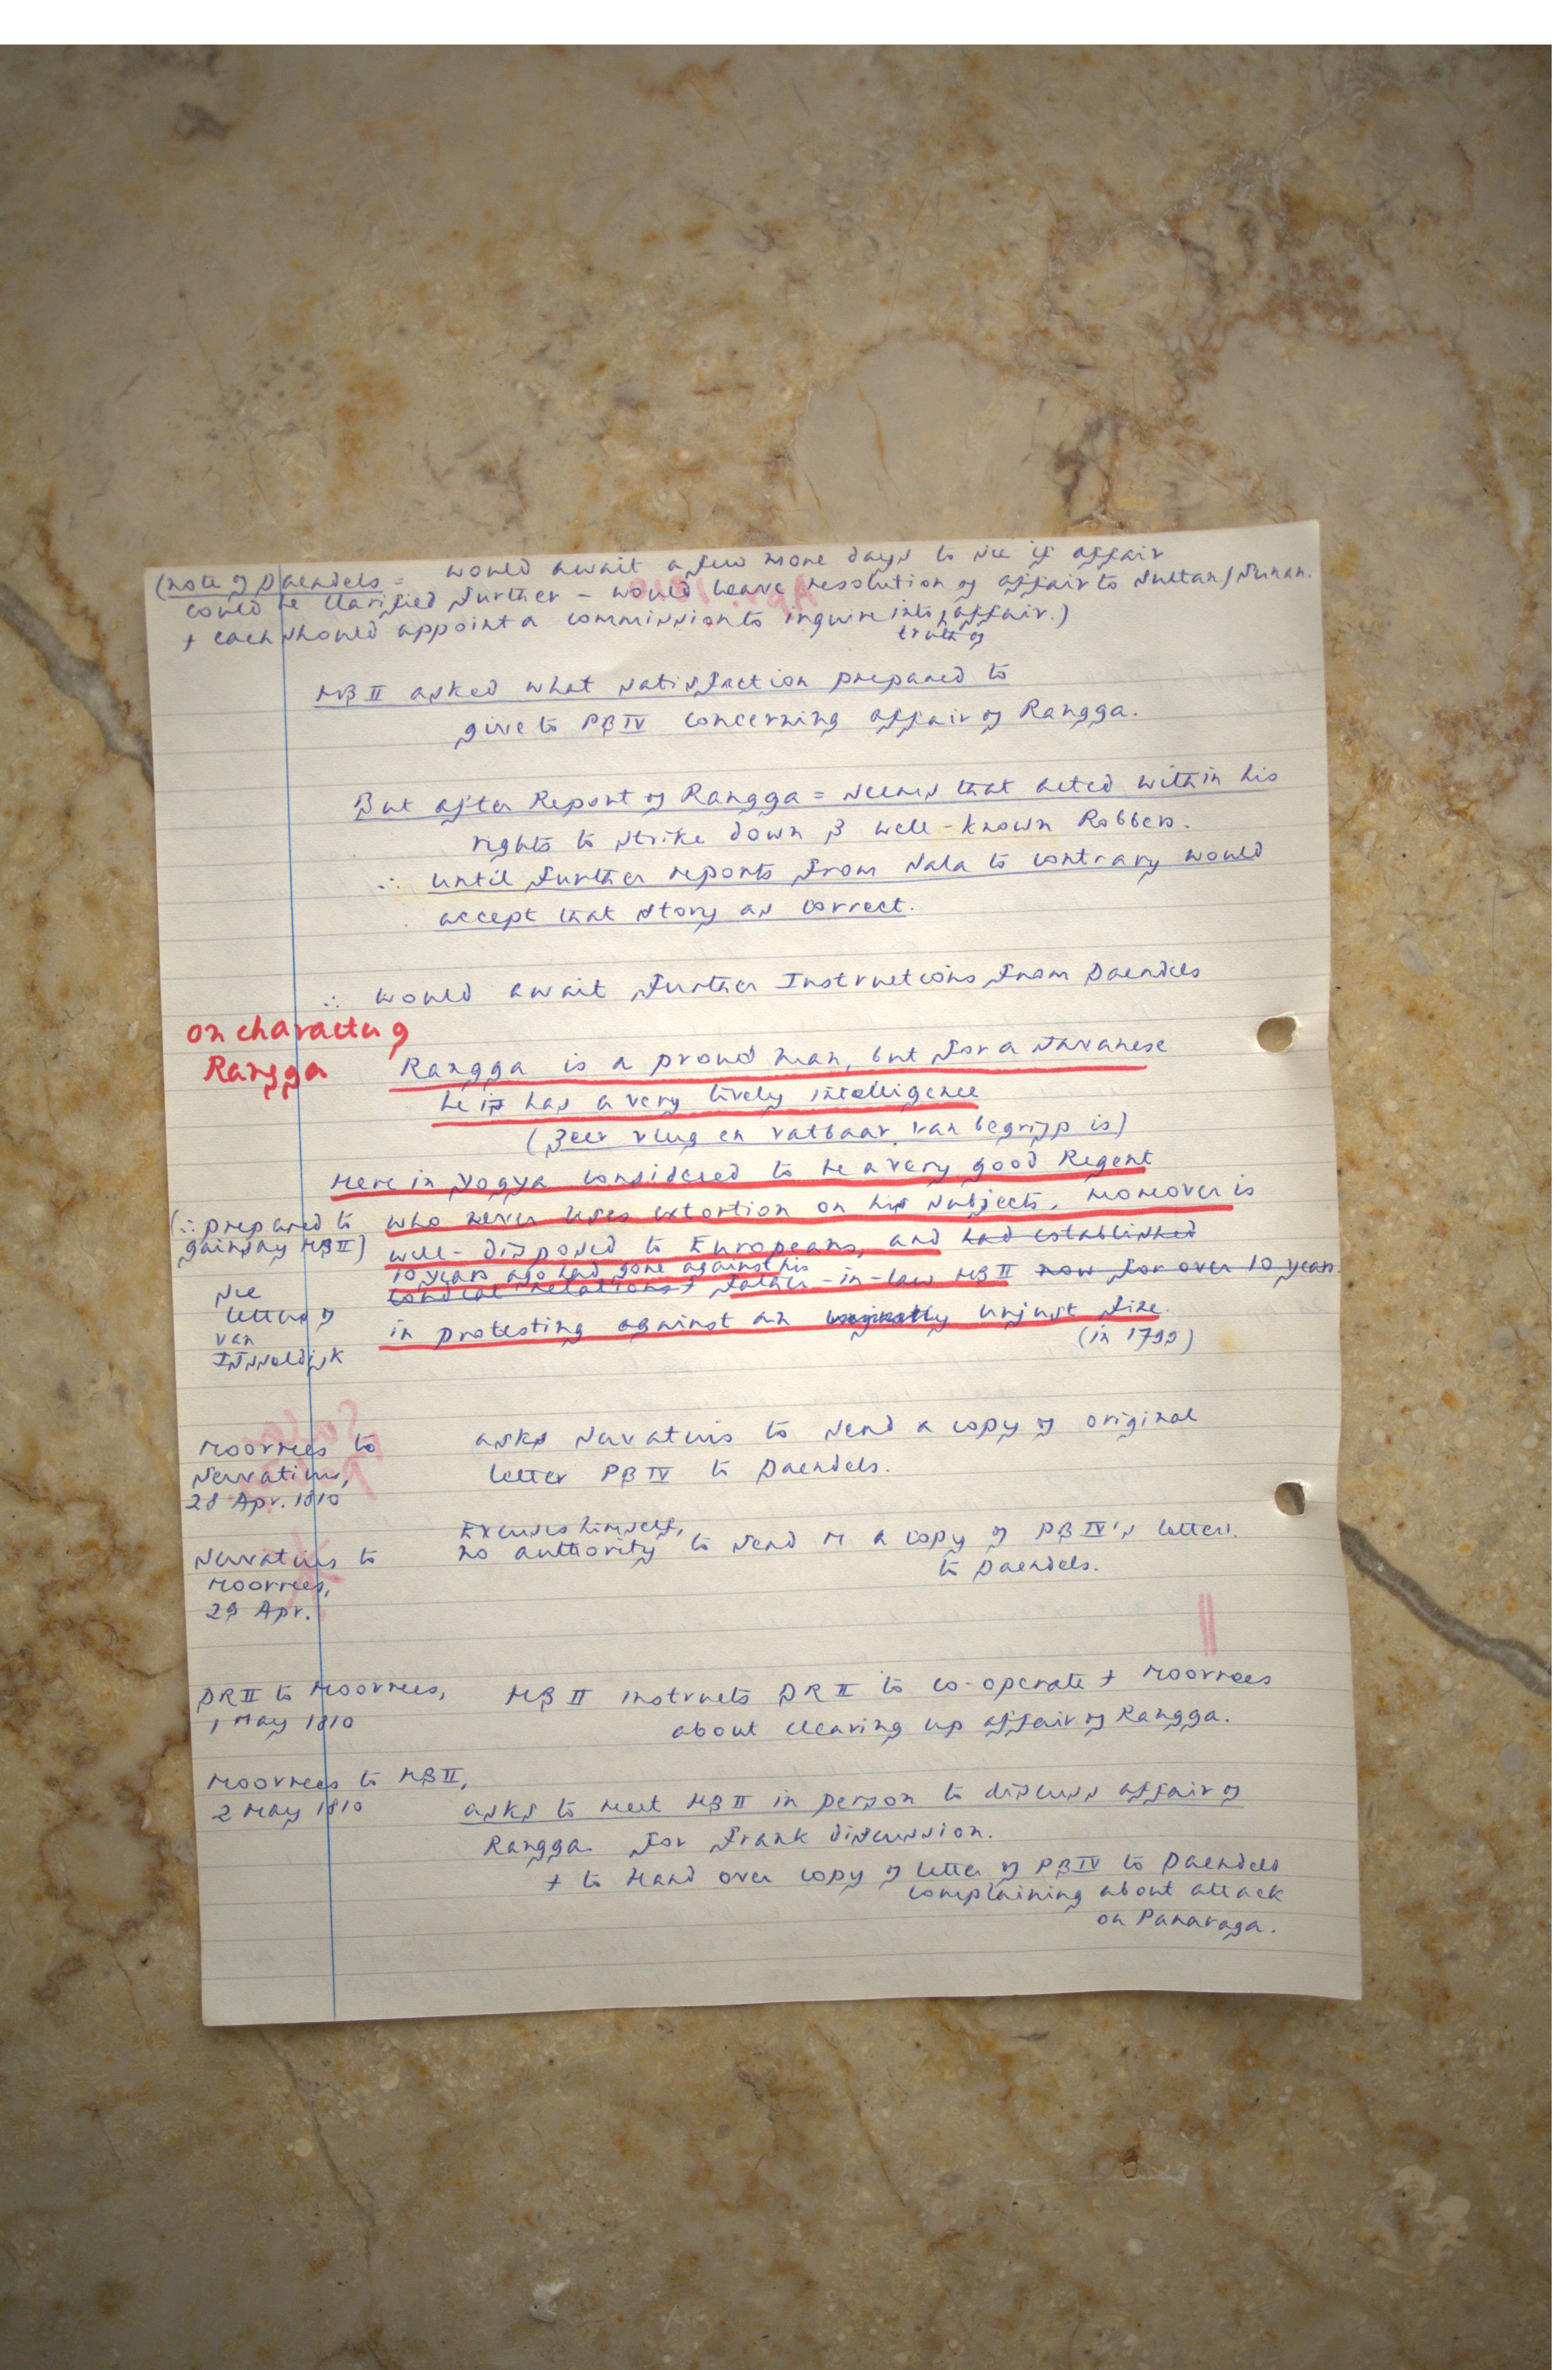 (note of Daendels = would await a few more days to see if affair
could be clarified further - would leave resolution of affair to Sultan/Sunan.
+ each should appoint a commission to inquire into truth of affair.)
HB II asked what satisfaction prepared to
give to PB IV concerning affair of Rangga.
But after Report of Rangga = seems that acted within his
rights to strike down 3 well-known Robbers.
∴ until further reports from Sala to contrary would
accept that story as correct.
∴ would await further Instructions from Daendels
on character of
Rangga
Rangga is a proud man, but for a Javanese
he is has a very lively intelligence
(zeer vlug en vatbaar van begrijp is)
Here in Yogya considered to be a very good Regent
(∴ prepared to
gainsay HB II)
who never uses extortion on his subjects. Moreover is
well-disposed to Europeans, and had established
10 years ago had gone against his
cordial relations + father-in-law HB II now for over 10 years
in protesting against an unjust fine.
(in 1799)
see
letters of
van
IJsseldijk
Moorrees to
Servatius,
28 Apr. 1810
asks Servatius to send a copy of original
letter PB IV to Daendels.
Servatius to
Moorrees,
29 Apr.
Excuses himself,
no authority to send M a copy of PB IV's letter
to Daendels.
DR II to Moorrees,
1 May 1810
HB II instructs DR II to co-operate + Moorrees
about clearing up affair of Rangga.
Moorrees to HB II,
2 May 1810
asks to meet HB II in person to discuss affair of
Rangga for frank discussion.
+ to Hand over copy of letter of PB IV to Daendels
complaining about attack
on Panaraga.